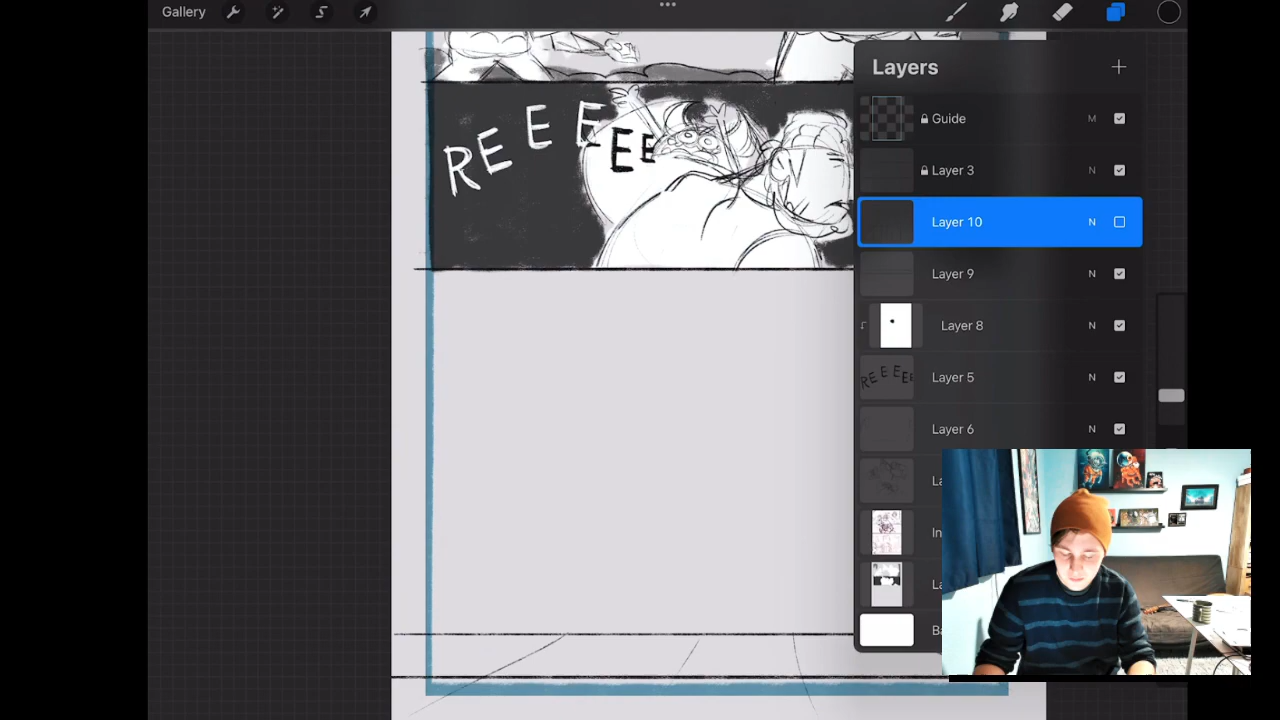 Gallery
Layers
Guide M
Layer 3 N
Layer 10 N
Layer 9 N
Layer 8 N
Layer 5 N
Layer 6 N
REEEEE